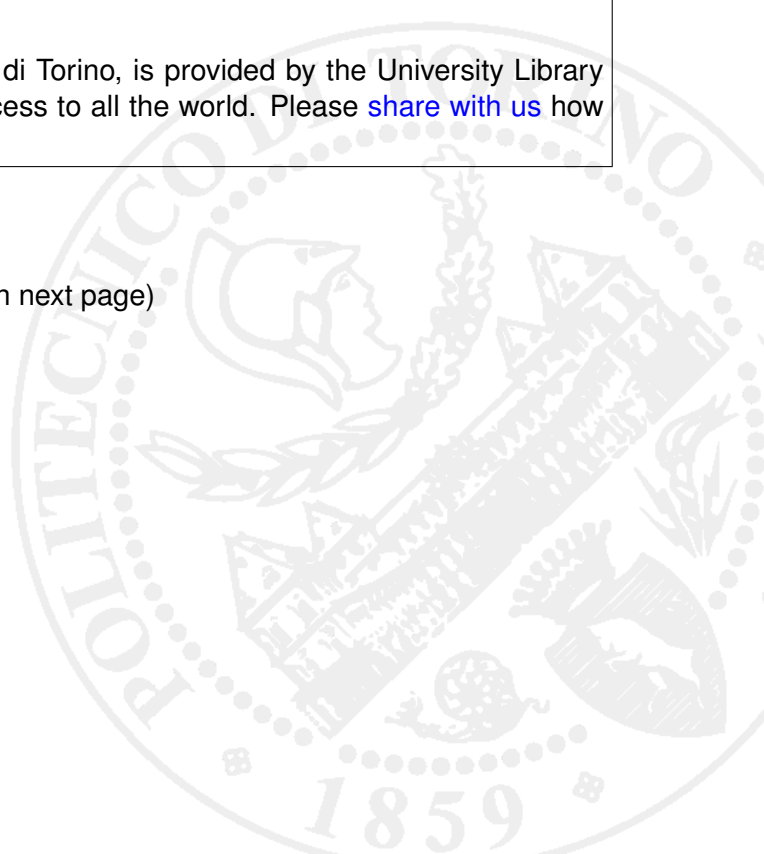 di Torino, is provided by the University Library
cess to all the world. Please share with us how
n next page)
POLITECNICO DI TORINO
1859